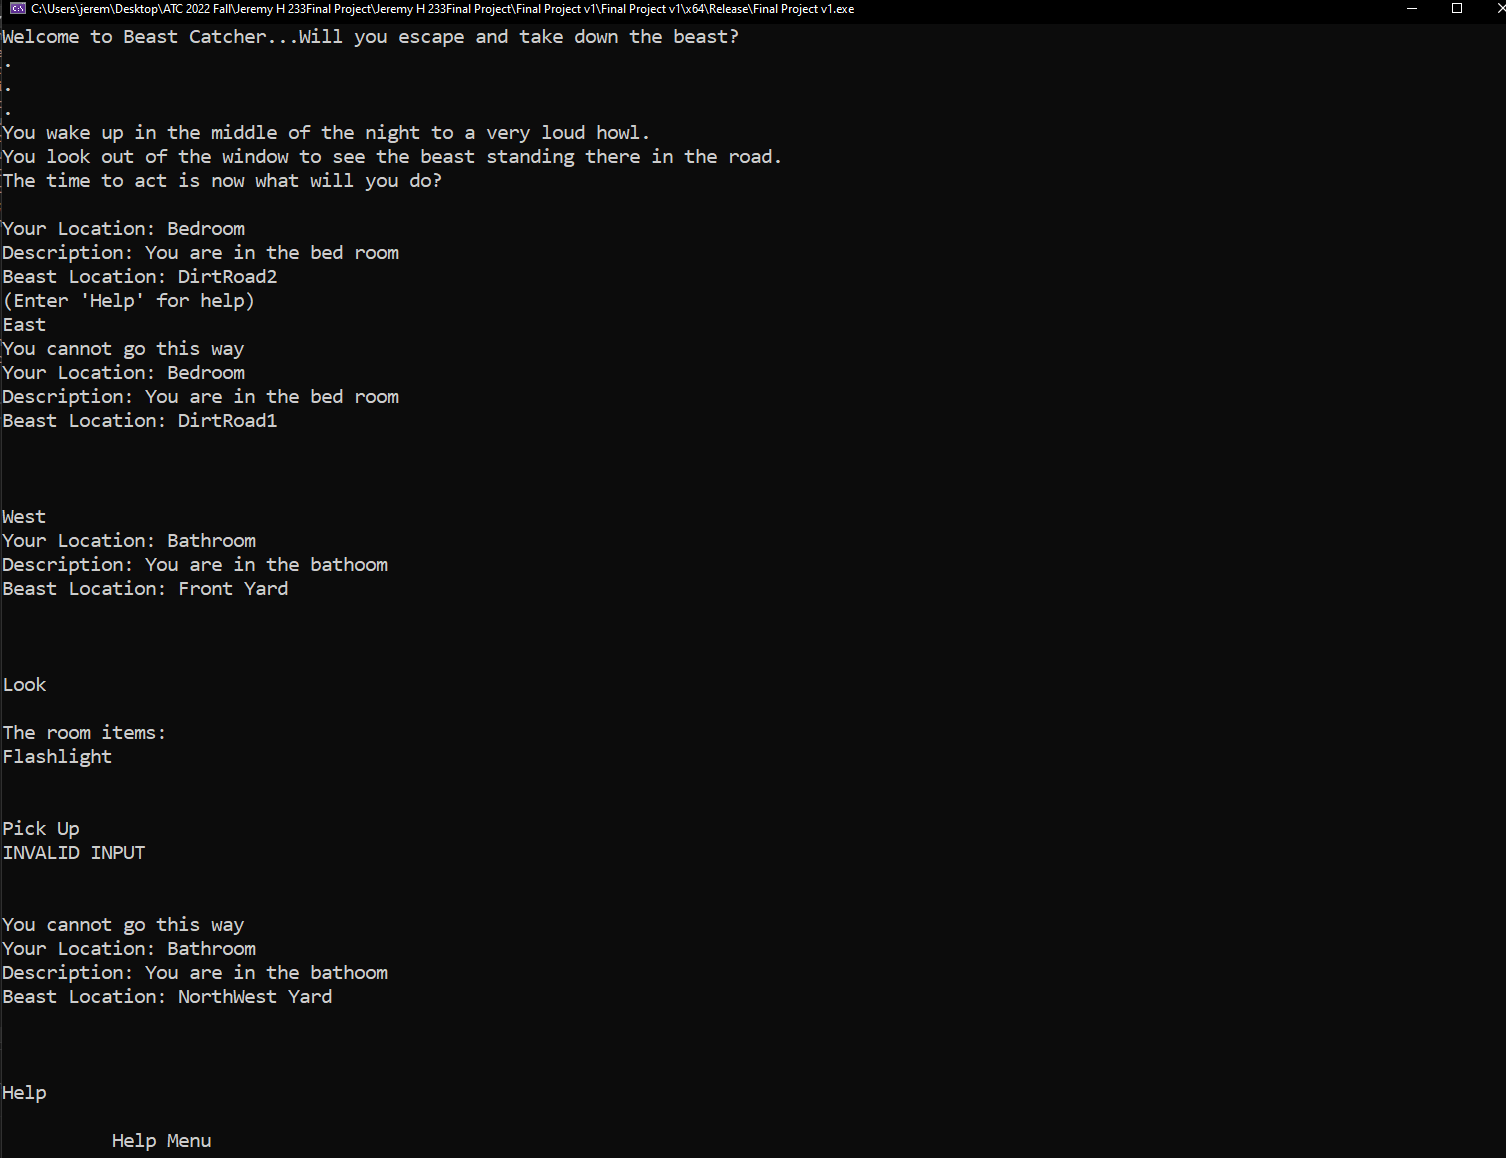 C:\Users\jerem\Desktop\ATC 2022 Fall\Jeremy H 233Final Project\Jeremy H 233Final Project\Final Project v1\Final Project v1\x64\Release\Final Project v1.exe
Welcome to Beast Catcher...Will you escape and take down the beast?
.
.
.
You wake up in the middle of the night to a very loud howl.
You look out of the window to see the beast standing there in the road.
The time to act is now what will you do?
Your Location: Bedroom
Description: You are in the bed room
Beast Location: DirtRoad2
(Enter 'Help' for help)
East
You cannot go this way
Your Location: Bedroom
Description: You are in the bed room
Beast Location: DirtRoad1
West
Your Location: Bathroom
Description: You are in the bathoom
Beast Location: Front Yard
Look
The room items:
Flashlight
Pick Up
INVALID INPUT
You cannot go this way
Your Location: Bathroom
Description: You are in the bathoom
Beast Location: NorthWest Yard
Help
Help Menu